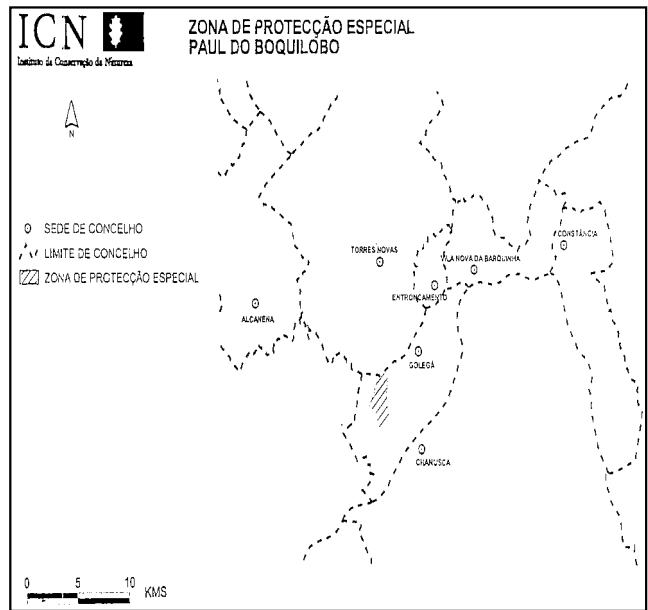 ICN
Instituto da Conservação da Natureza
ZONA DE PROTECÇÃO ESPECIAL
PAUL DO BOQUILOBO
N
SEDE DE CONCELHO
LIMITE DE CONCELHO
ZONA DE PROTECÇÃO ESPECIAL
CONSTÂNCIA
TORRES NOVAS
VILA NOVA DA BARQUINHA
ENTRONCAMENTO
ALCANENA
GOLEGÃ
CHAMUSCA
0 5 10 KMS